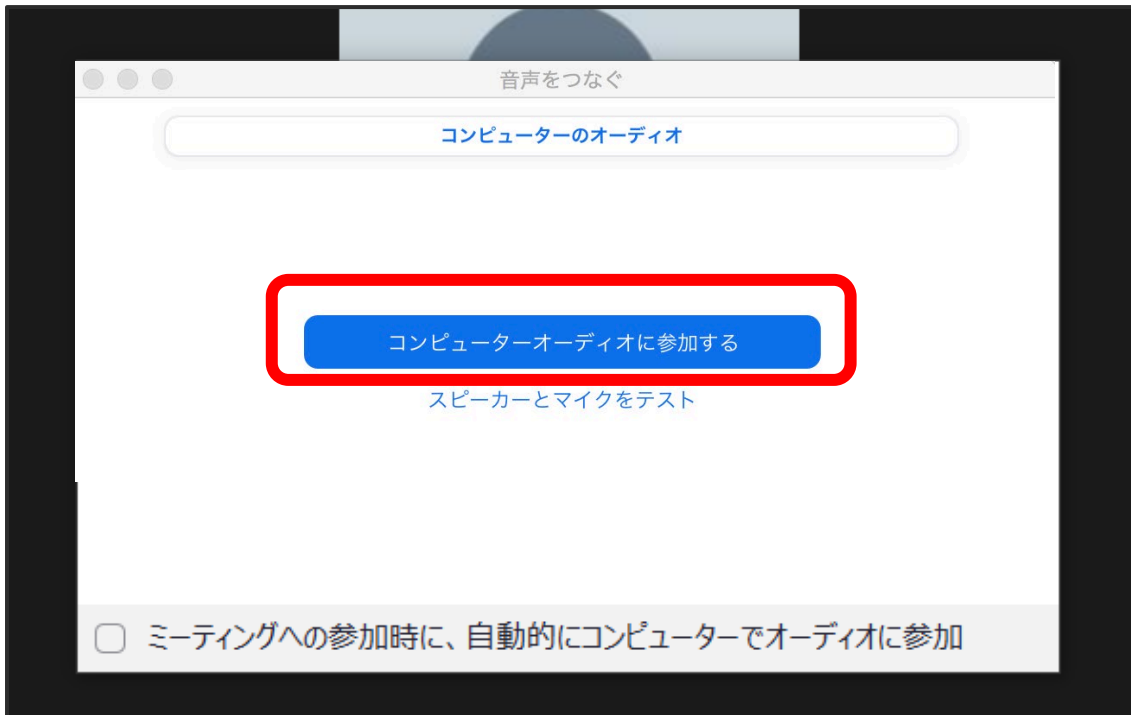 音声をつなぐ
コンピューターのオーディオ
コンピューターオーディオに参加する
スピーカーとマイクをテスト
ミーティングへの参加時に、自動的にコンピューターでオーディオに参加